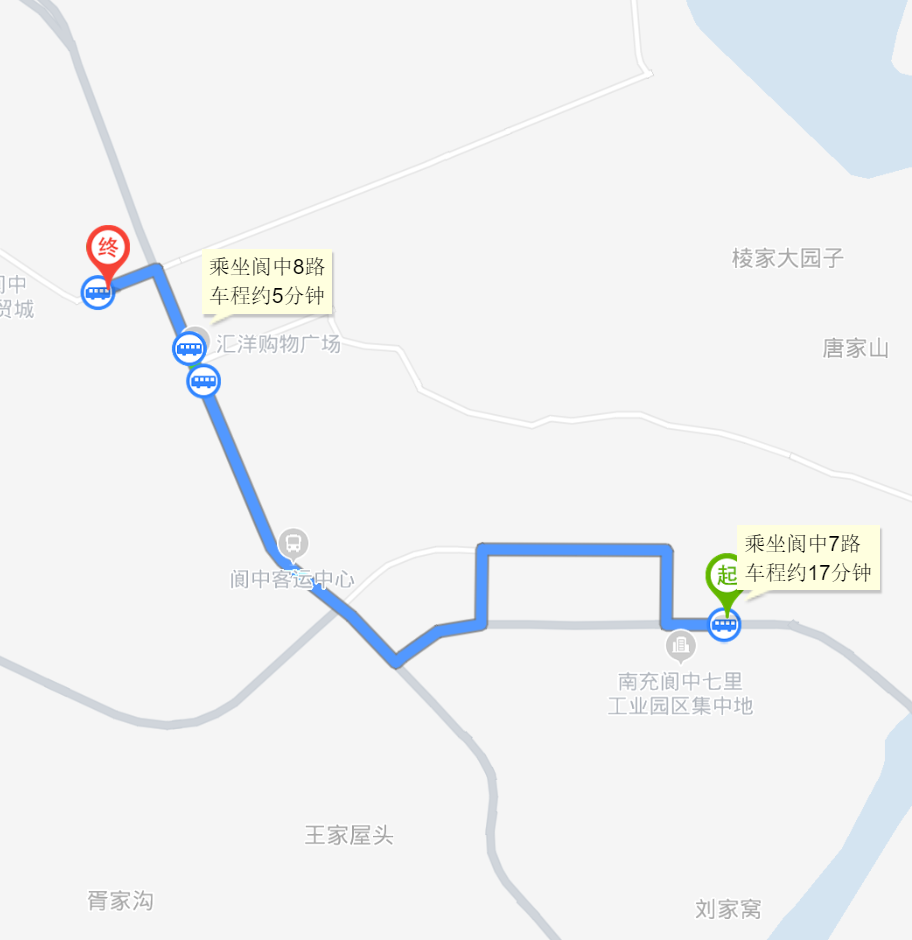 棱家大园子
终
乘坐阆中8路
车程约5分钟
中
贸城
汇洋购物广场
唐家山
乘坐阆中7路
车程约17分钟
起
阆中客运中心
南充阆中七里
工业园区集中地
王家屋头
胥家沟
刘家窝